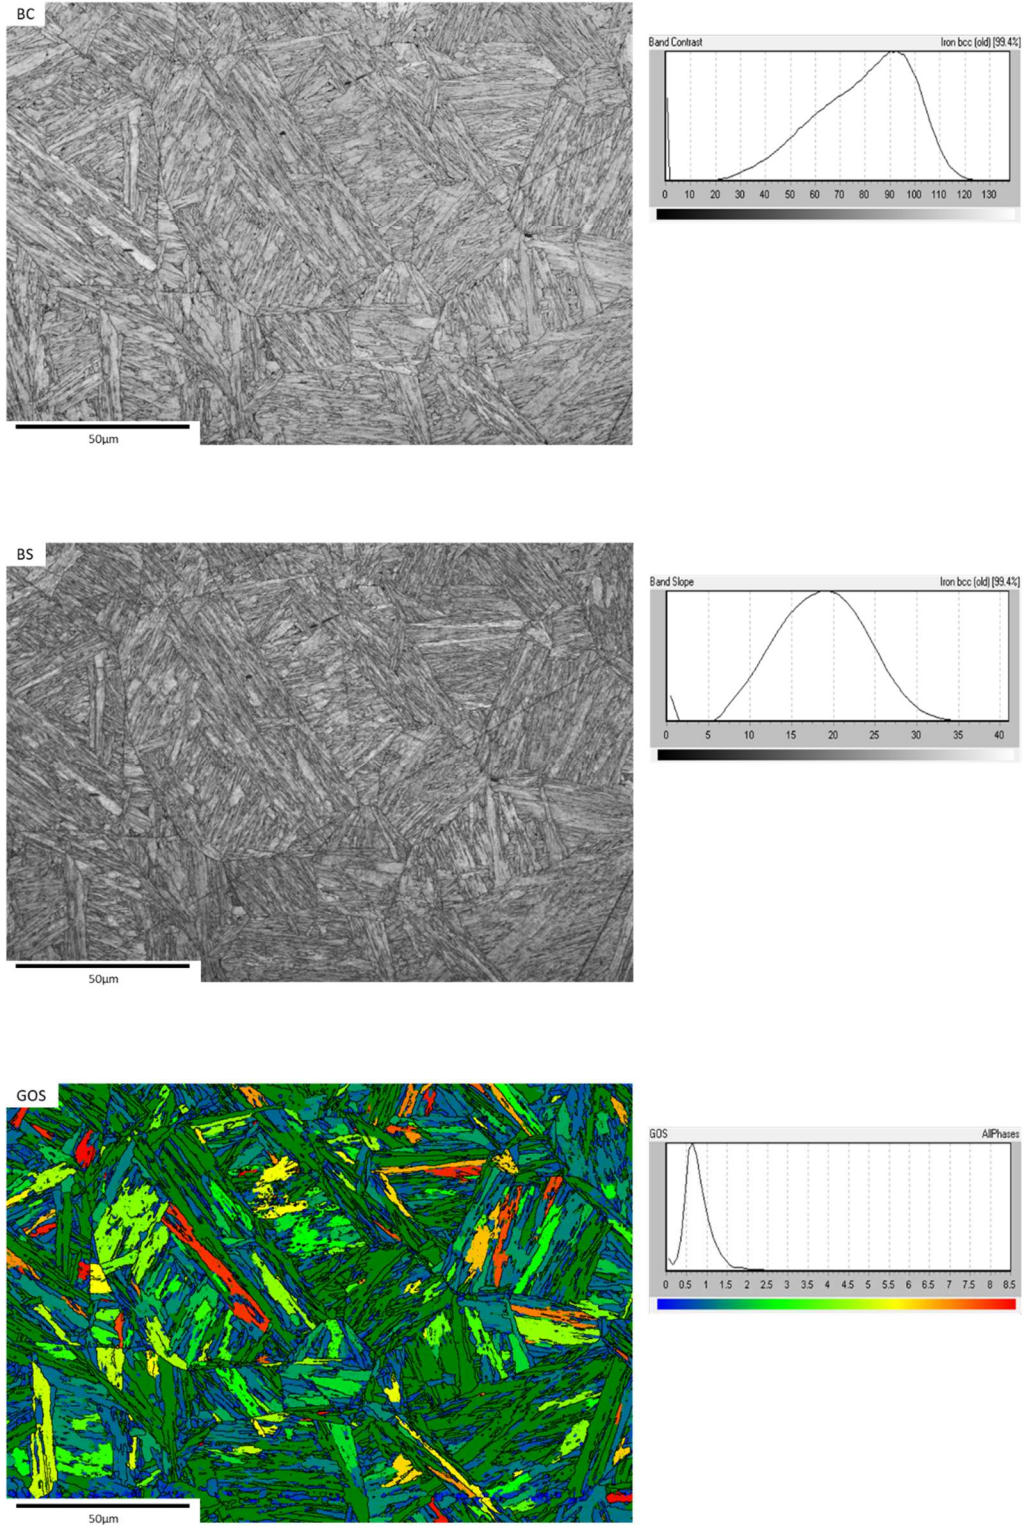 BC
50µm
Band Contrast Iron bcc (old) [99.4%]
0 10 20 30 40 50 60 70 80 90 100 110 120 130
BS
50µm
Band Slope Iron bcc (old) [99.4%]
0 5 10 15 20 25 30 35 40
GOS
50µm
GOS AllPhases
0 0.5 1 1.5 2 2.5 3 3.5 4 4.5 5 5.5 6 6.5 7 7.5 8 8.5